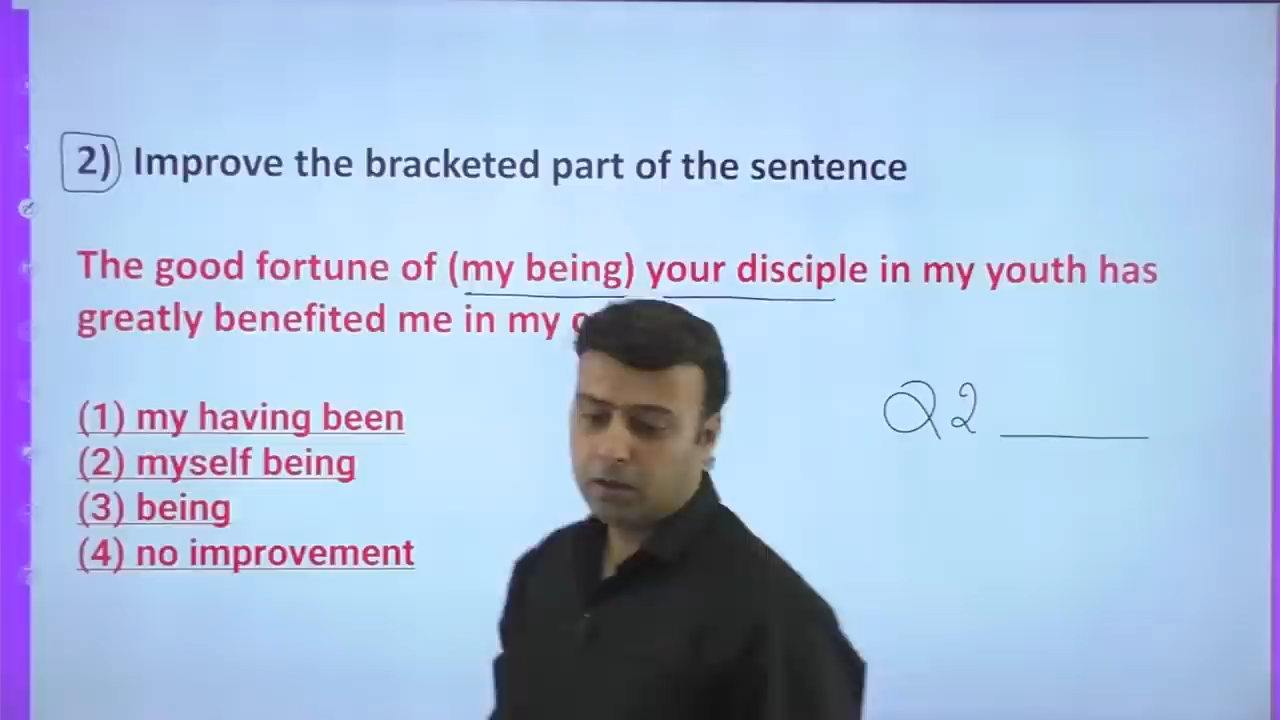 2) Improve the bracketed part of the sentence
The good fortune of (my being) your disciple in my youth has
greatly benefited me in my
(1) my having been
(2) myself being
(3) being
(4) no improvement
Q2